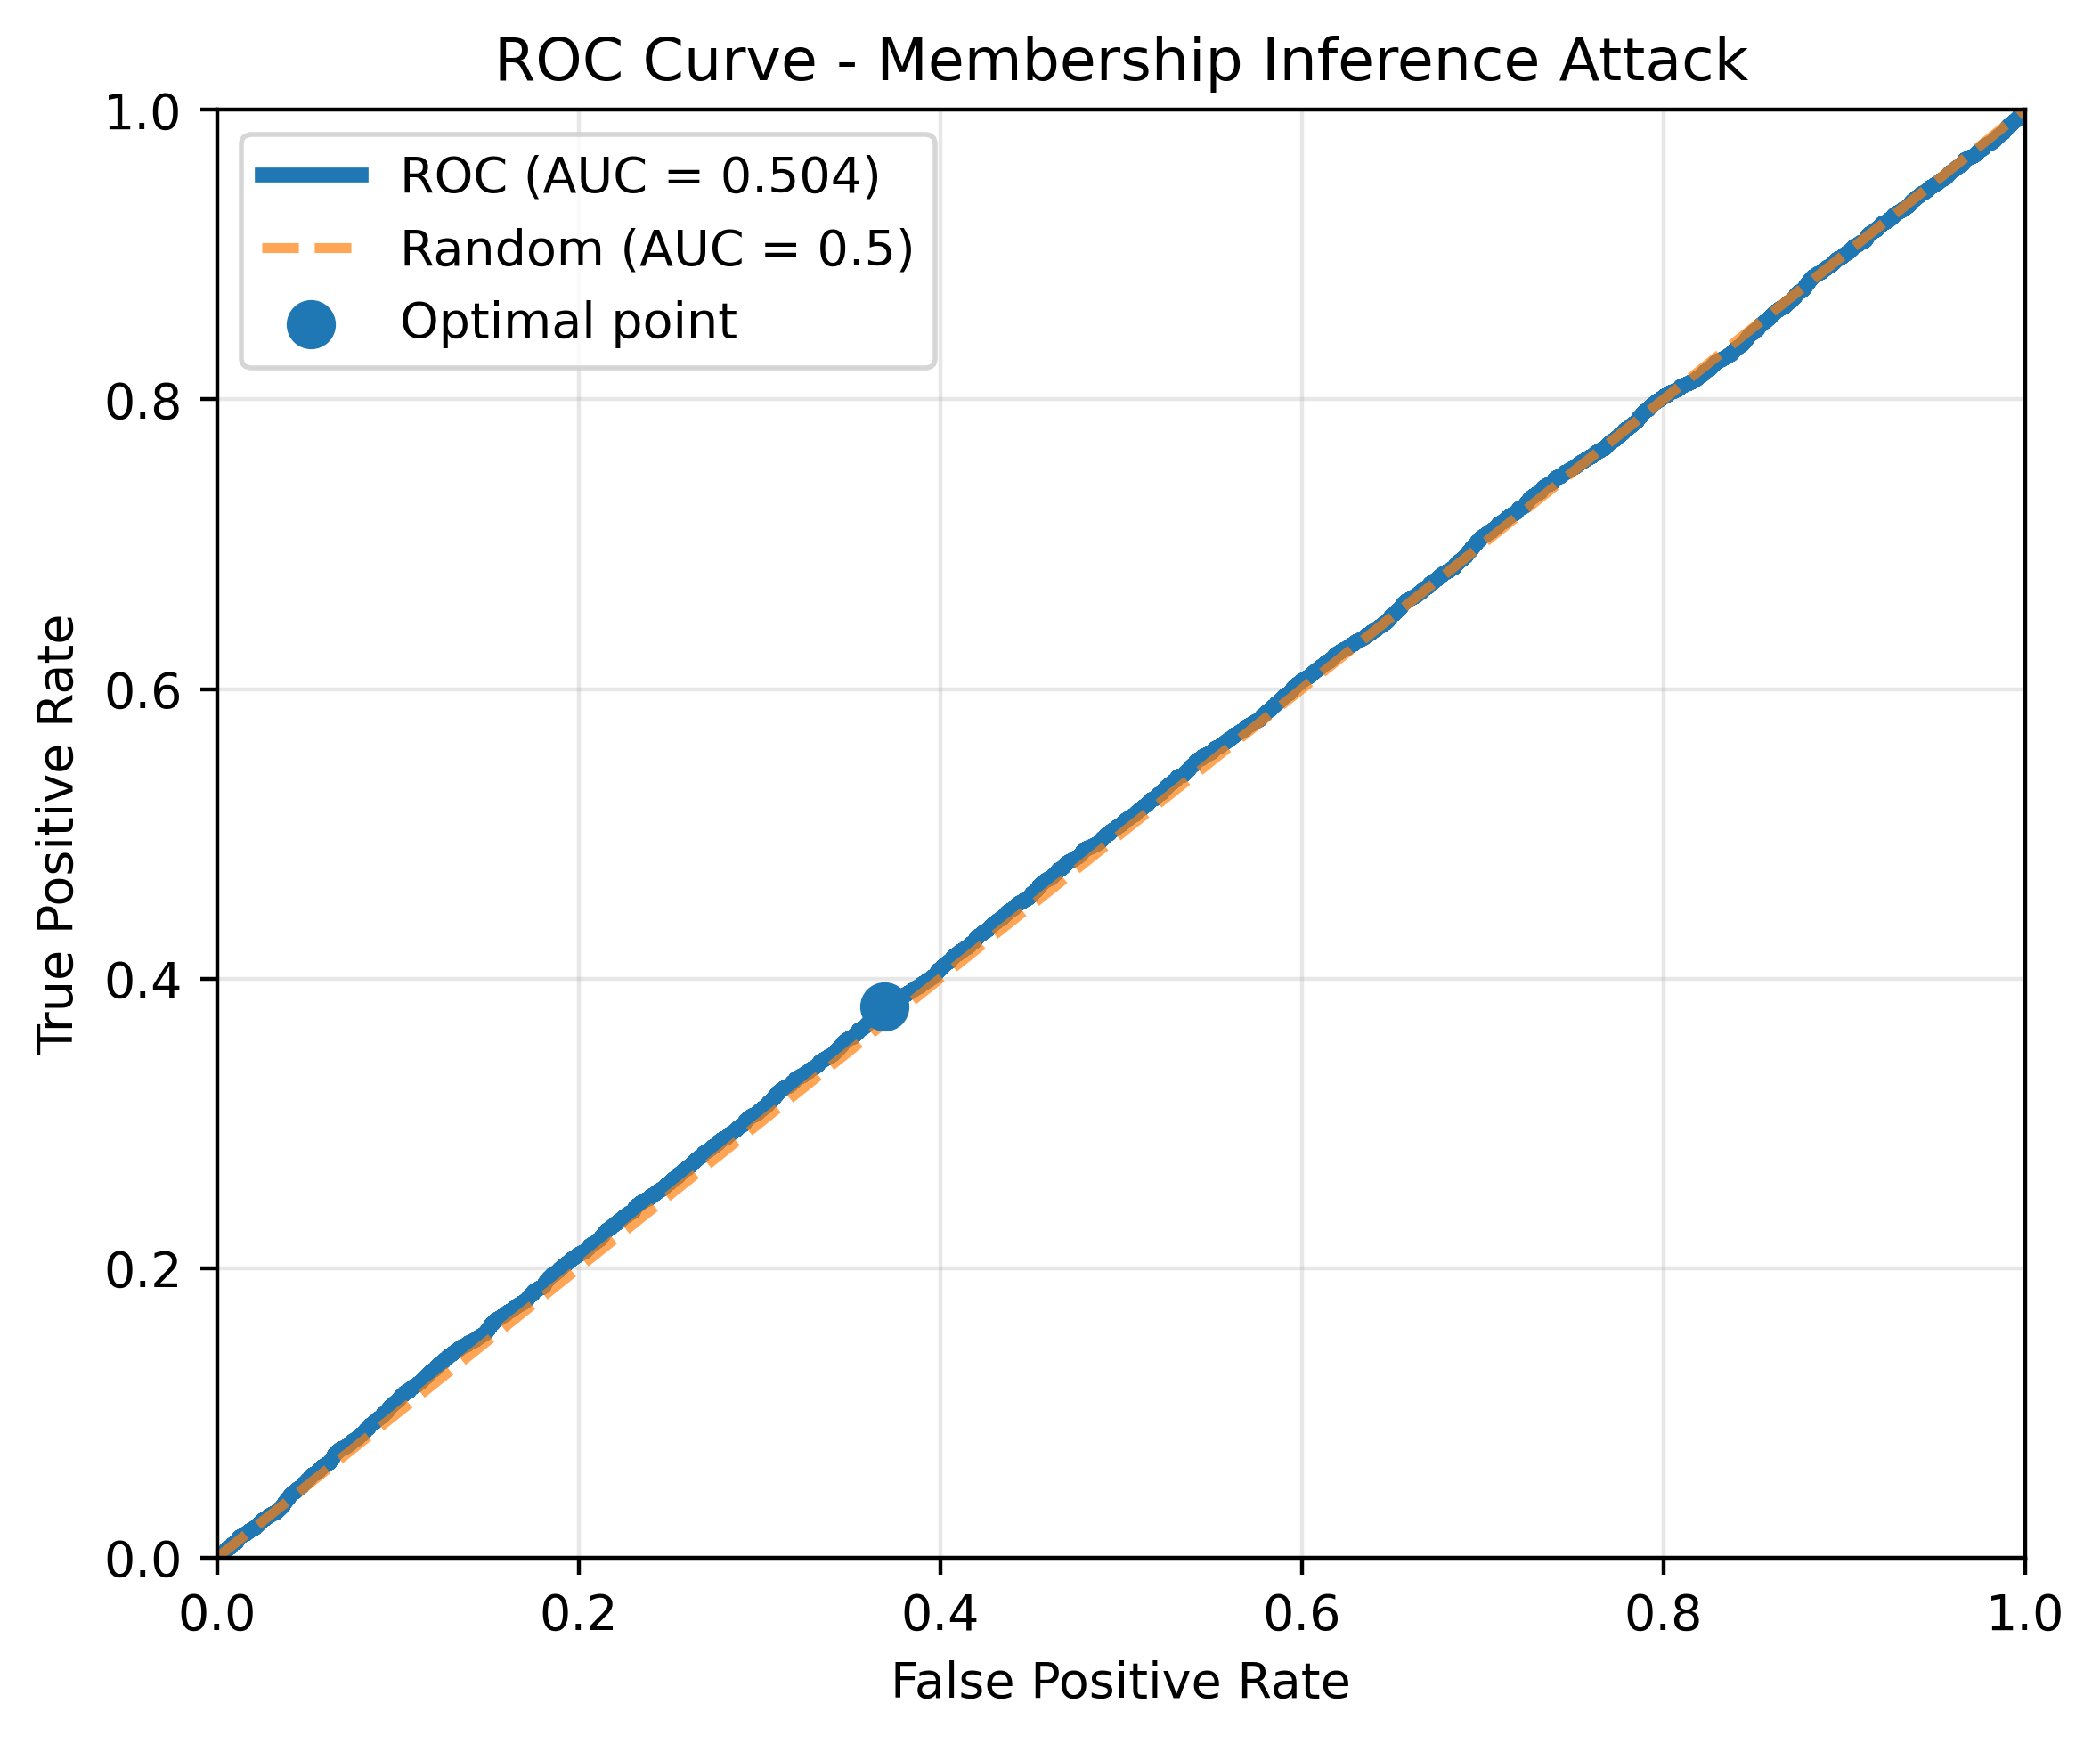 ROC Curve - Membership Inference Attack
1.0
ROC (AUC = 0.504)
Random (AUC = 0.5)
Optimal point
0.8
0.6
True Positive Rate
0.4
0.2
0.0
0.0 0.2 0.4 0.6 0.8 1.0
False Positive Rate